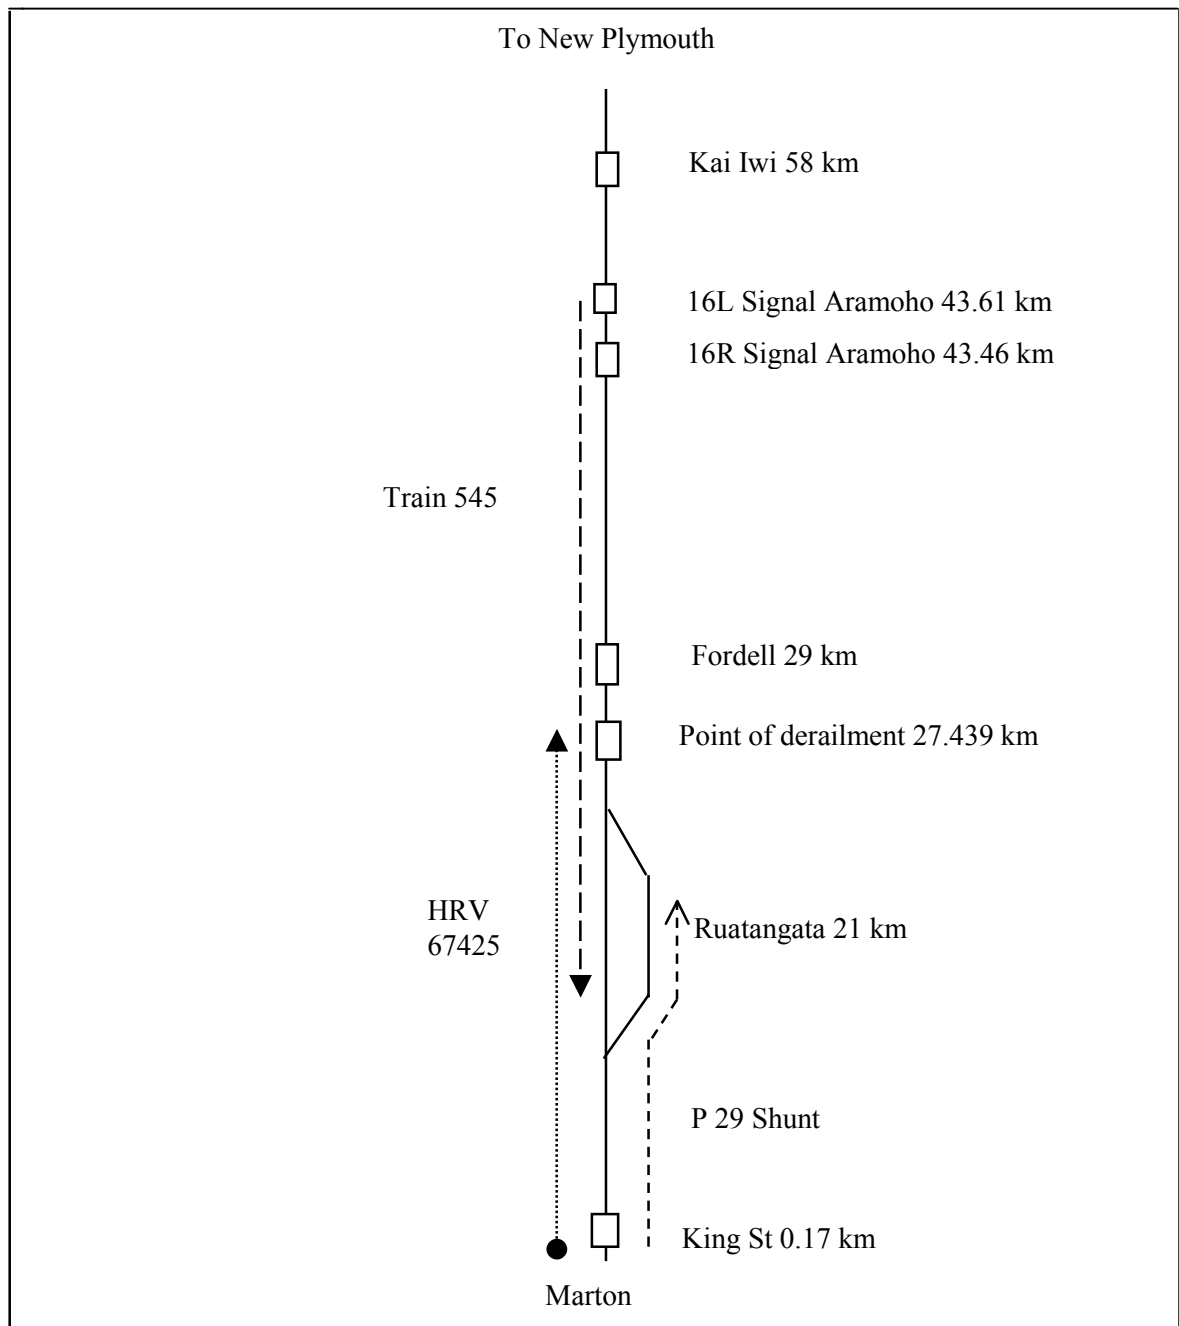 To New Plymouth
Kai Iwi 58 km
16L Signal Aramoho 43.61 km
16R Signal Aramoho 43.46 km
Train 545
Fordell 29 km
Point of derailment 27.439 km
HRV
67425
Ruatangata 21 km
P 29 Shunt
King St 0.17 km
Marton